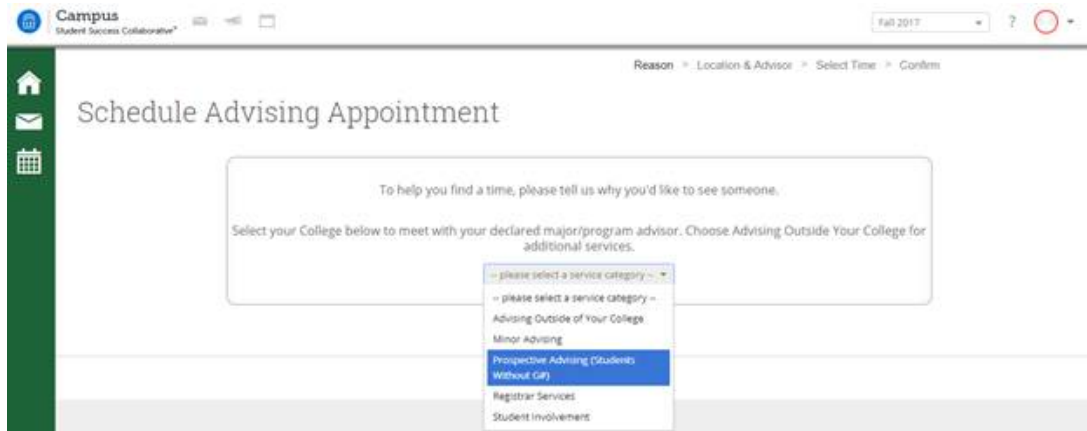 Campus
Student Success Collaborative™
Fall 2017
?
Reason > Location & Advisor > Select Time > Confirm
Schedule Advising Appointment
To help you find a time, please tell us why you'd like to see someone.
Select your College below to meet with your declared major/program advisor. Choose Advising Outside Your College for
additional services.
-- please select a service category --
-- please select a service category --
Advising Outside of Your College
Minor Advising
Prospective Advising (Students
Without G#)
Registrar Services
Student Involvement